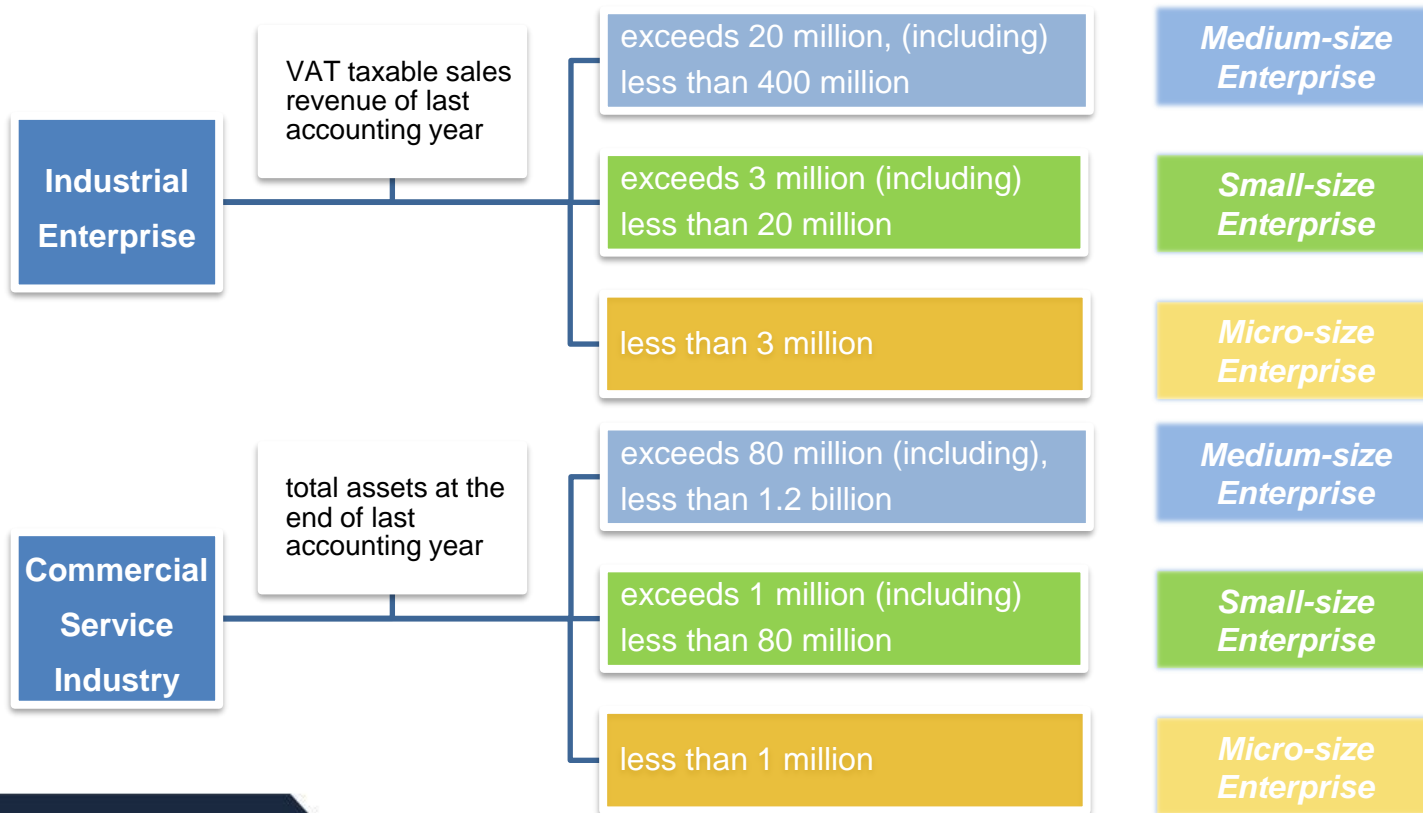 Industrial
Enterprise
VAT taxable sales
revenue of last
accounting year
exceeds 20 million, (including)
less than 400 million
Medium-size
Enterprise
exceeds 3 million (including)
less than 20 million
Small-size
Enterprise
less than 3 million
Micro-size
Enterprise
Commercial
Service
Industry
total assets at the
end of last
accounting year
exceeds 80 million (including),
less than 1.2 billion
Medium-size
Enterprise
exceeds 1 million (including)
less than 80 million
Small-size
Enterprise
less than 1 million
Micro-size
Enterprise